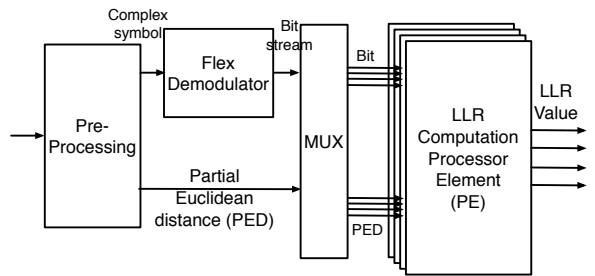 Complex
symbol
Bit
stream
Pre-
Processing
Flex
Demodulator
Partial
Euclidean
distance (PED)
MUX
Bit
PED
LLR
Computation
Processor
Element
(PE)
LLR
Value